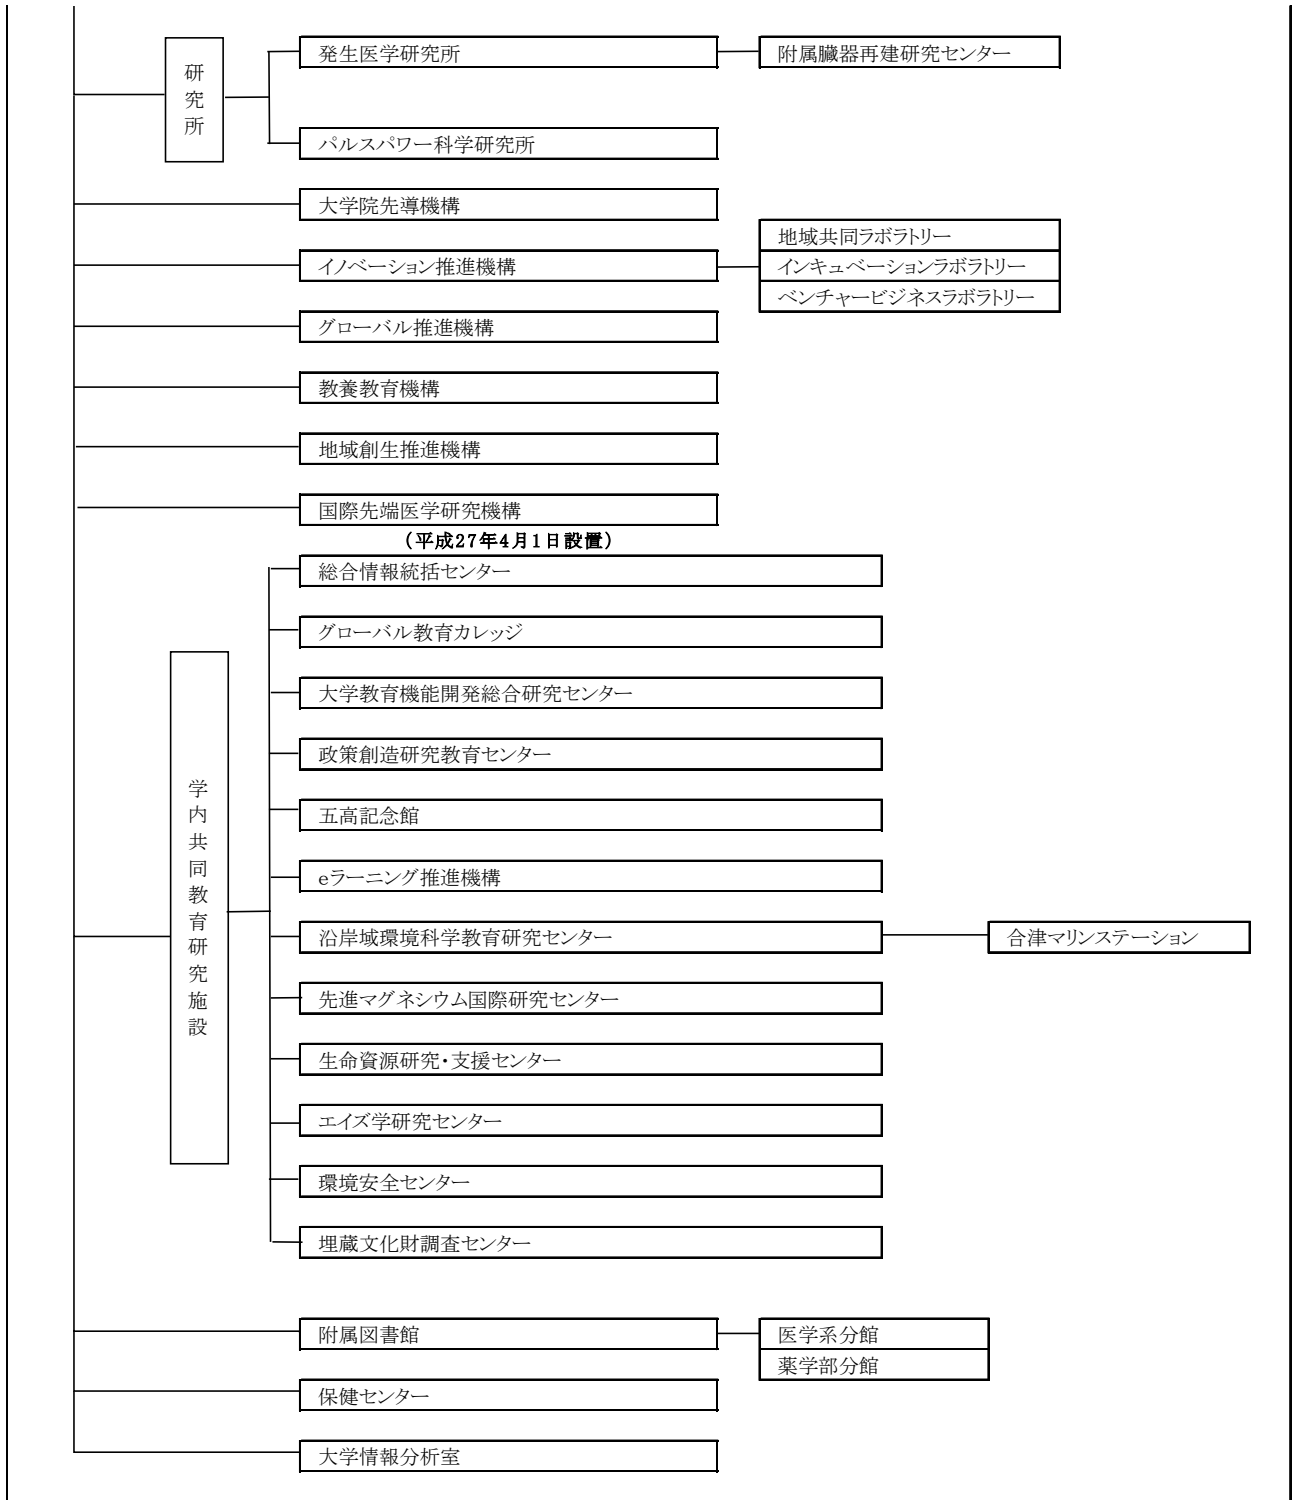 研究所
発生医学研究所
附属臓器再建研究センター
パルスパワー科学研究所
大学院先導機構
イノベーション推進機構
地域共同ラボラトリー
インキュベーションラボラトリー
ベンチャービジネスラボラトリー
グローバル推進機構
教養教育機構
地域創生推進機構
国際先端医学研究機構
（平成27年4月1日設置）
学内共同教育研究施設
総合情報統括センター
グローバル教育カレッジ
大学教育機能開発総合研究センター
政策創造研究教育センター
五高記念館
eラーニング推進機構
沿岸域環境科学教育研究センター
合津マリンステーション
先進マグネシウム国際研究センター
生命資源研究・支援センター
エイズ学研究センター
環境安全センター
埋蔵文化財調査センター
附属図書館
医学系分館
薬学部分館
保健センター
大学情報分析室